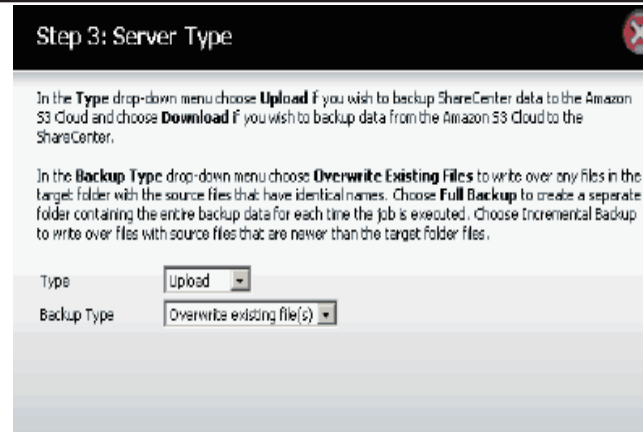 Step 3: Server Type
In the Type drop-down menu choose Upload if you wish to backup ShareCenter data to the Amazon
S3 Cloud and choose Download if you wish to backup data from the Amazon S3 Cloud to the
ShareCenter.
In the Backup Type drop-down menu choose Overwrite Existing Files to write over any files in the
target folder with the source files that have identical names. Choose Full Backup to create a separate
folder containing the entire backup data for each time the job is executed. Choose Incremental Backup
to write over files with source files that are newer than the target folder files.
Type Upload
Backup Type Overwrite existing file(s)